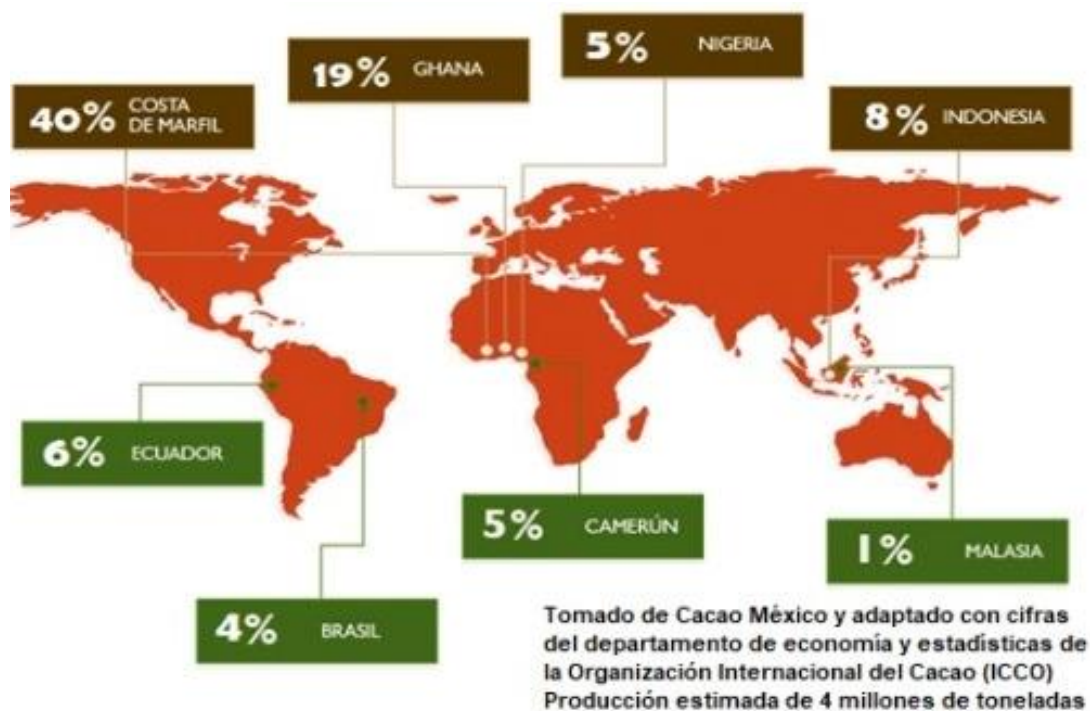 5% NIGERIA
19% GHANA
40% COSTA
DE MARFIL
8% INDONESIA
6% ECUADOR
5% CAMERÚN
1% MALASIA
4% BRASIL
Tomado de Cacao México y adaptado con cifras
del departamento de economía y estadísticas de
la Organización Internacional del Cacao (ICCO)
Producción estimada de 4 millones de toneladas